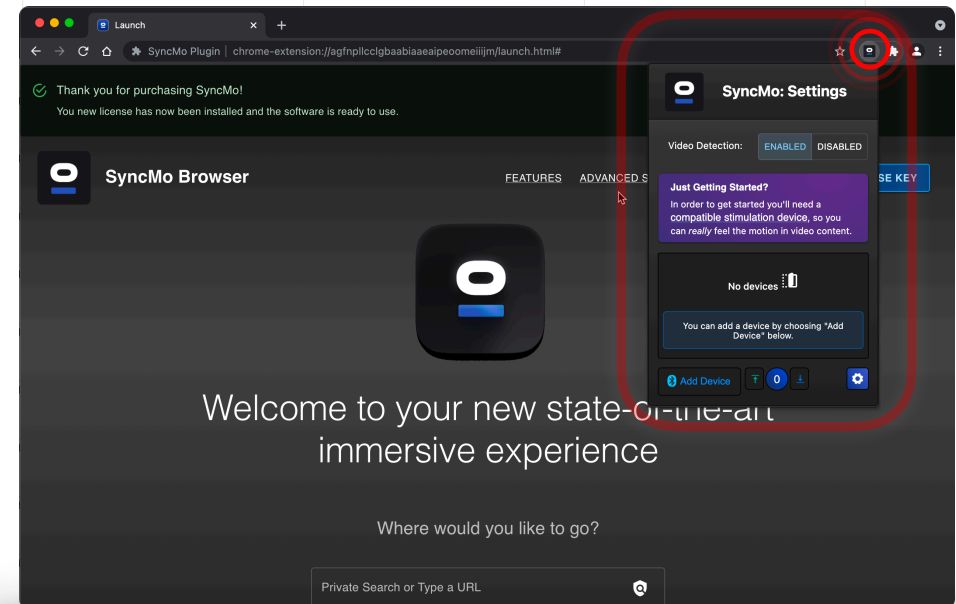 Launch
SyncMo Plugin | chrome-extension://agfnpllcclgbaabiaaeaipeoomeiiijm/launch.html#
Thank you for purchasing SyncMo!
You new license has now been installed and the software is ready to use.
SyncMo Browser
FEATURES
ADVANCED S
SE KEY
SyncMo: Settings
Video Detection:
ENABLED
DISABLED
Just Getting Started?
In order to get started you'll need a
compatible stimulation device, so you
can really feel the motion in video content.
No devices
You can add a device by choosing "Add
Device" below.
Add Device
0
Welcome to your new state-of-the-art
immersive experience
Where would you like to go?
Private Search or Type a URL